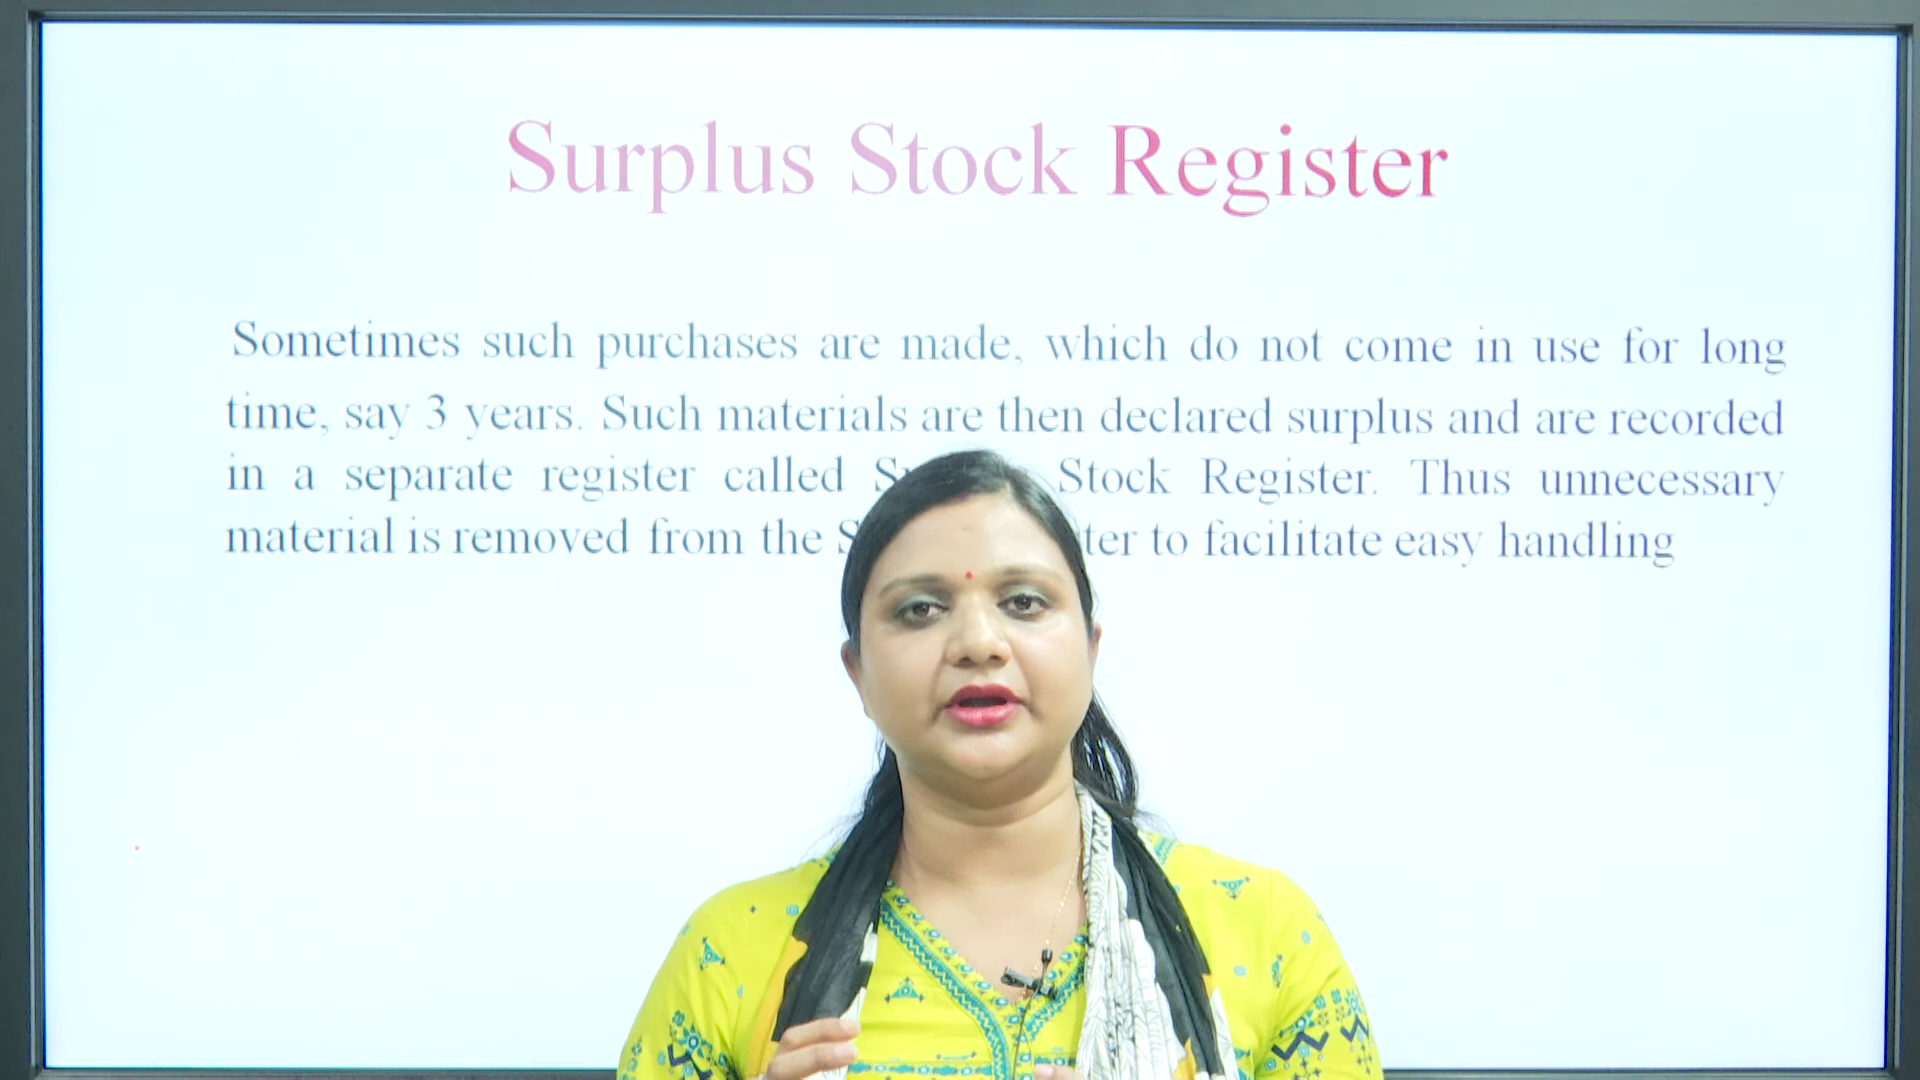 Surplus Stock Register
Sometimes such purchases are made, which do not come in use for long
time, say 3 years. Such materials are then declared surplus and are recorded
in a separate register called Stock Register. Thus unnecessary
material is removed from the to facilitate easy handling